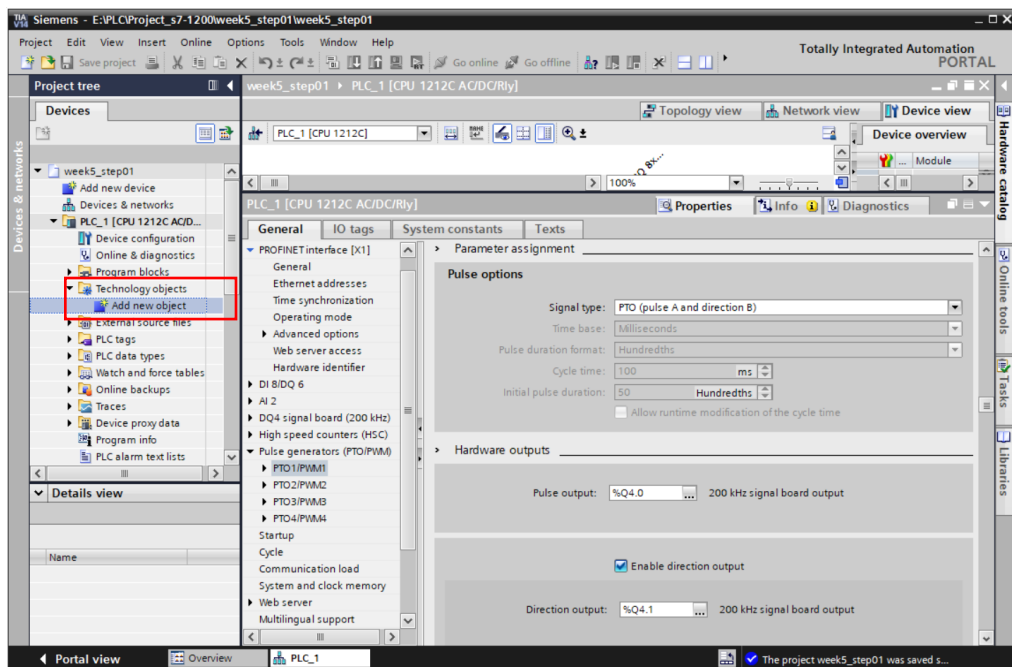 Siemens - E:\PLC\Project_s7-1200\week5_step01\week5_step01
Project Edit View Insert Online Options Tools Window Help
Totally Integrated Automation
PORTAL
Save project
Go online
Go offline
Project tree
week5_step01 PLC_1 [CPU 1212C AC/DC/Rly]
Devices
Topology view
Network view
Device view
PLC_1 [CPU 1212C]
Device overview
... Module
100%
week5_step01
Add new device
Devices & networks
PLC_1 [CPU 1212C AC/D...
Device configuration
Online & diagnostics
Program blocks
Technology objects
Add new object
External source files
PLC tags
PLC data types
Watch and force tables
Online backups
Traces
Device proxy data
Program info
PLC alarm text lists
Details view
Name
PLC_1 [CPU 1212C AC/DC/Rly]
Properties
Info
Diagnostics
General
IO tags
System constants
Texts
PROFINET interface [X1]
General
Ethernet addresses
Time synchronization
Operating mode
Advanced options
Web server access
Hardware identifier
DI 8/DQ 6
AI 2
DQ4 signal board (200 kHz)
High speed counters (HSC)
Pulse generators (PTO/PWM)
PTO1/PWM1
PTO2/PWM2
PTO3/PWM3
PTO4/PWM4
Startup
Cycle
Communication load
System and clock memory
Web server
Multilingual support
Parameter assignment
Pulse options
Signal type: PTO (pulse A and direction B)
Time base: Milliseconds
Pulse duration format: Hundredths
Cycle time: 100 ms
Initial pulse duration: 50 Hundredths
Allow runtime modification of the cycle time
Hardware outputs
Pulse output: %Q4.0 ... 200 kHz signal board output
Enable direction output
Direction output: %Q4.1 ... 200 kHz signal board output
Devices & networks
Hardware catalog
Online tools
Tasks
Libraries
Portal view
Overview
PLC_1
The project week5_step01 was saved s...